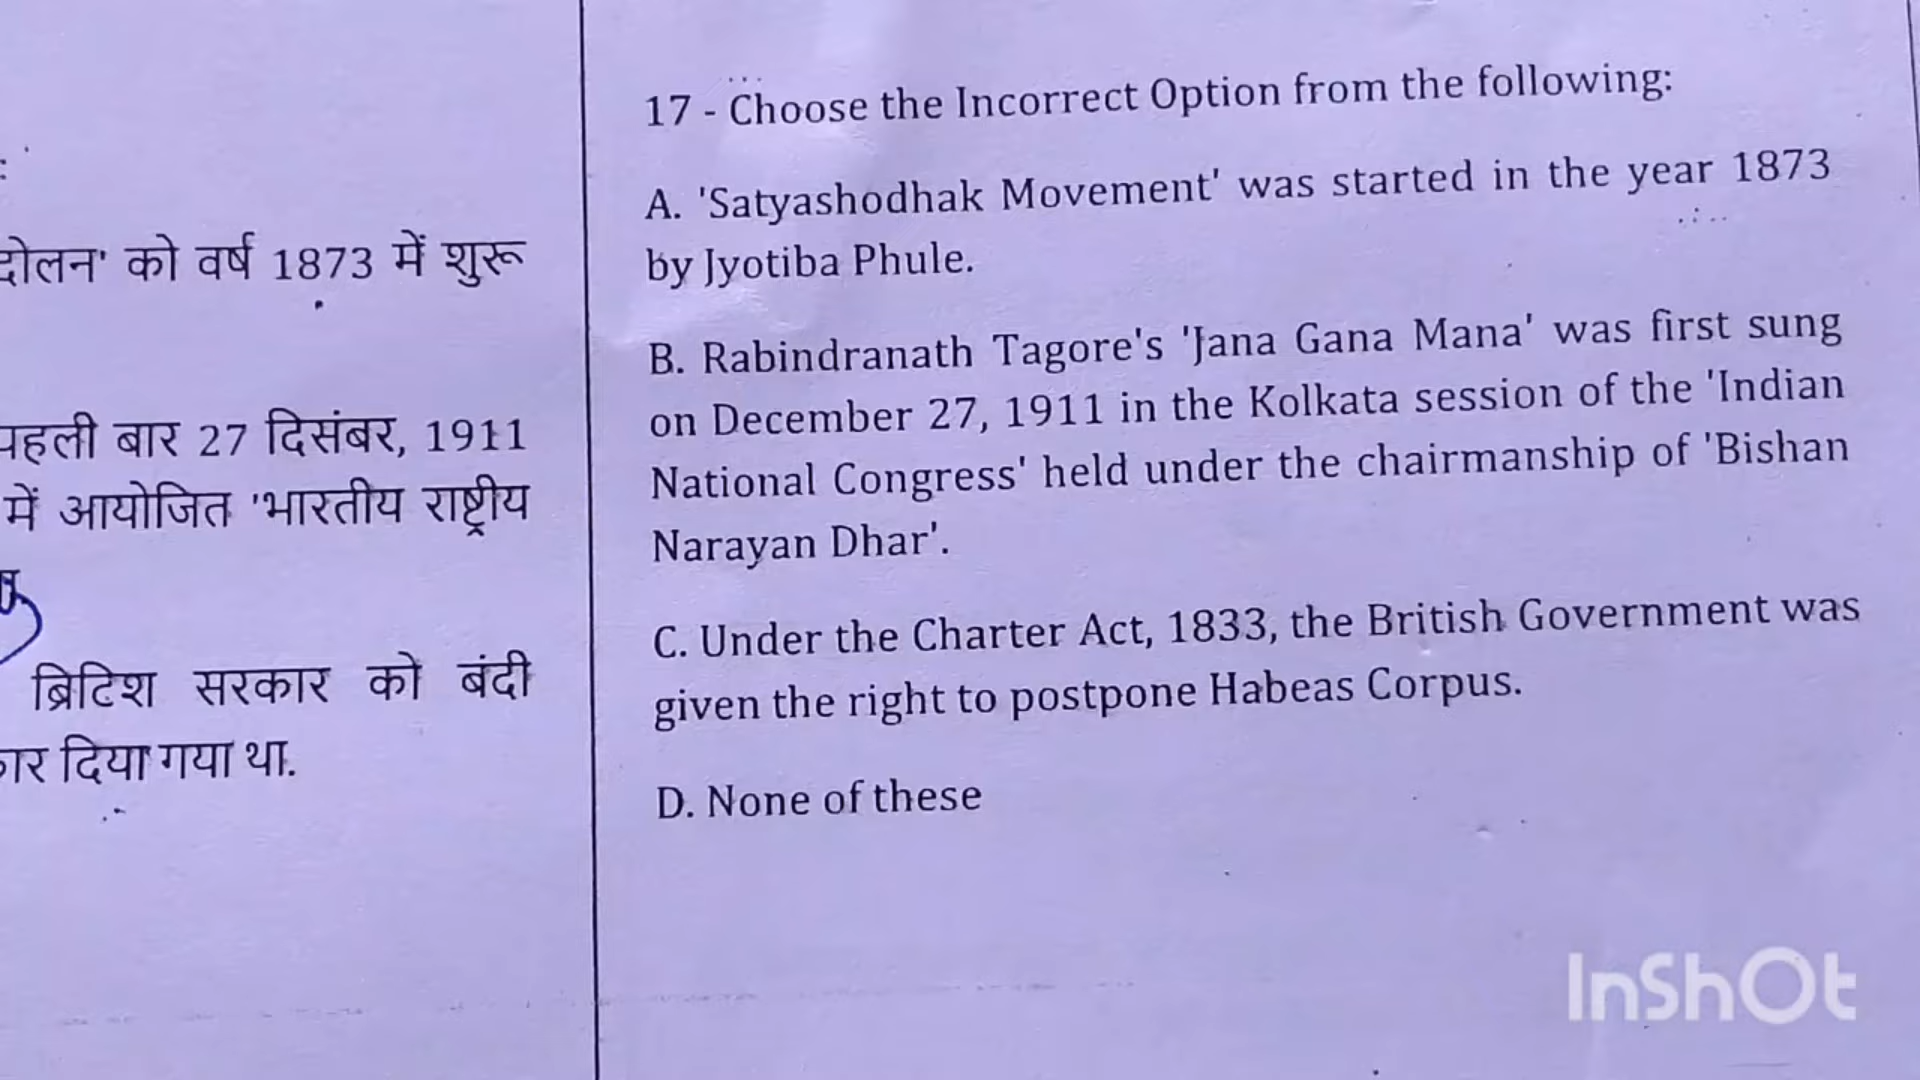 :
को वर्ष 1873 में शुरू
पहली बार 27 दिसंबर, 1911
में आयोजित 'भारतीय राष्ट्रीय
ब्रिटिश सरकार को बंदी
दिया गया था.
17 - Choose the Incorrect Option from the following:
A. 'Satyashodhak Movement' was started in the year 1873
by Jyotiba Phule.
B. Rabindranath Tagore's 'Jana Gana Mana' was first sung
on December 27, 1911 in the Kolkata session of the 'Indian
National Congress' held under the chairmanship of 'Bishan
Narayan Dhar'.
C. Under the Charter Act, 1833, the British Government was
given the right to postpone Habeas Corpus.
D. None of these
InShOt